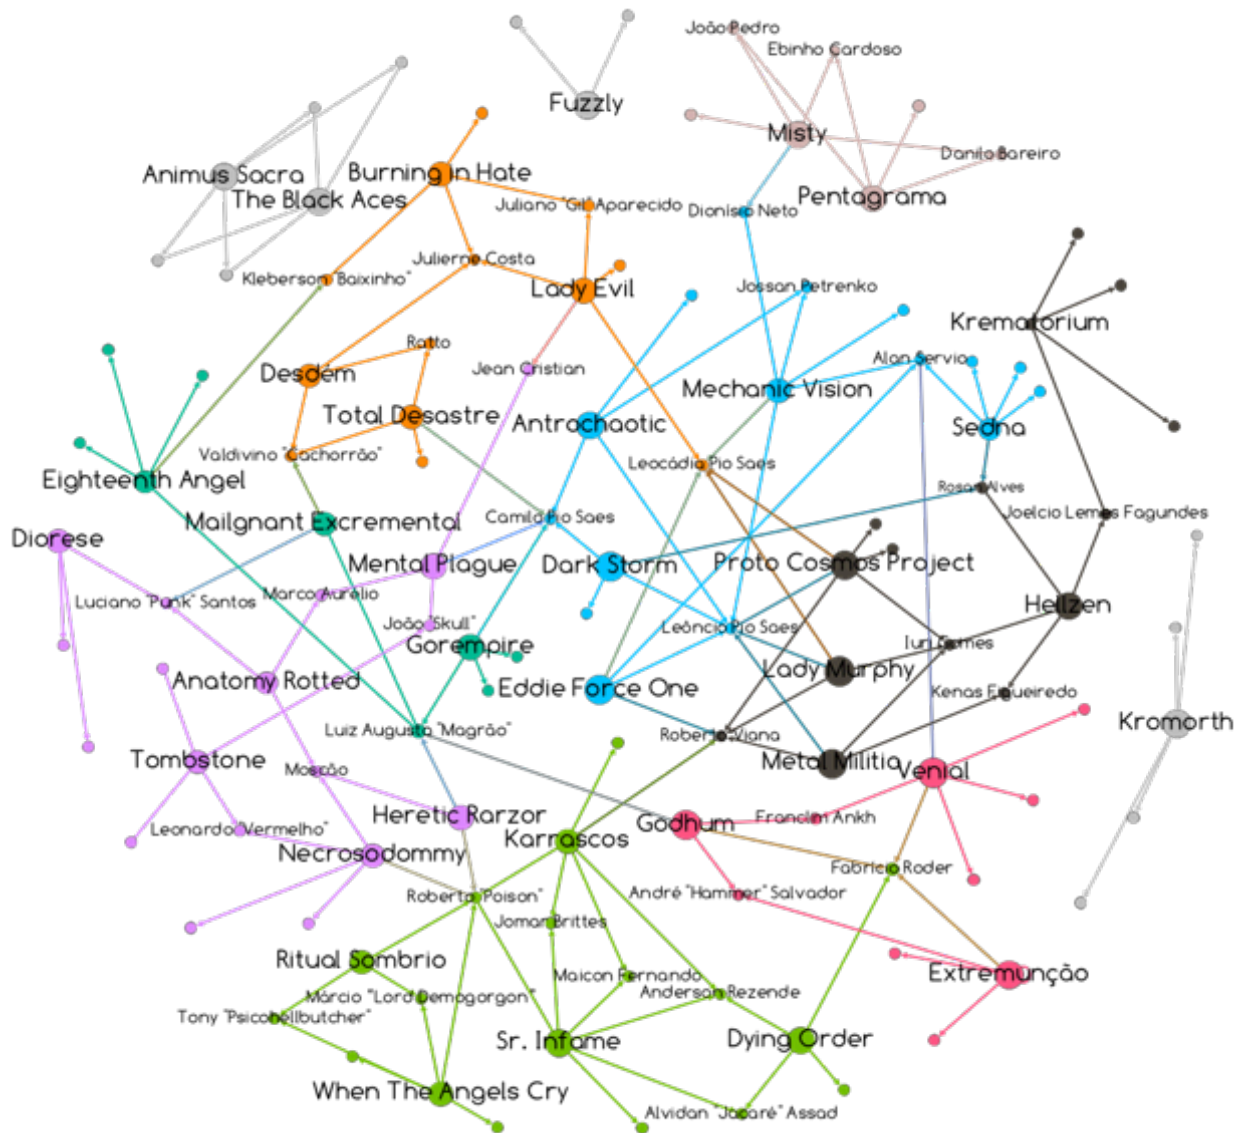 João Pedro
Ebinho Cardoso
Fuzzly
Misty
Danilo Bareiro
Animus Sacra
Burning in Hate
The Black Aces
Juliano "Gil" Aparecido
Pentagrama
Dionísio Neto
Julierne Costa
Kleberson "Baixinho"
Lady Evil
Jossan Petrenko
Krematorium
Ratto
Jean Cristian
Alan Servio
Desdém
Mechanic Vision
Total Desastre
Antrochaotic
Sedna
Valdivino "Cachorrão"
Leocádio Pio Saes
Eighteenth Angel
Rosan Alves
Joelcio Lemes Fagundes
Mailgnant Excremental
Camila Pio Saes
Diorese
Mental Plague
Dark Storm
Proto Cosmos Project
Luciano "Punk" Santos
Marco Aurélio
Hellzen
João "Skull"
Leôncio Pio Saes
Gorempire
Iuri Gomes
Anatomy Rotted
Eddie Force One
Lady Murphy
Kenas Figueiredo
Luiz Augusto "Magrão"
Roberto Viana
Kromorth
Tombstone
Moscão
Metal Militia
Venial
Leonardo "Vermelho"
Heretic Rarzor
Godhum
Franclim Ankh
Karrascos
Necrosodommy
Fabrício Roder
Roberto "Poison"
André "Hammer" Salvador
Jomar Brittes
Ritual Sombrio
Maicon Fernando
Extremunção
Márcio "Lord Demogorgon"
Anderson Rezende
Tony "Psicohellbutcher"
Sr. Infame
Dying Order
When The Angels Cry
Alvidan "Jacaré" Assad